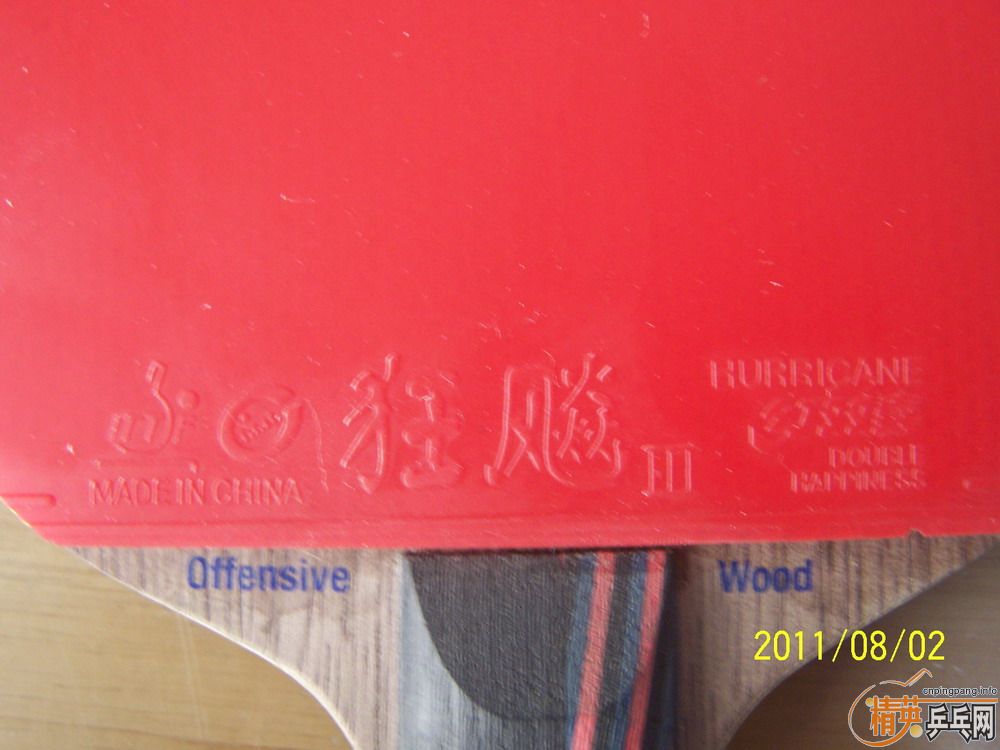 狂飚 III
HURRICANE
DOUBLE
HAPPINESS
MADE IN CHINA
Offensive Wood
2011/08/02
cnpingpang.info
精英乒乓网